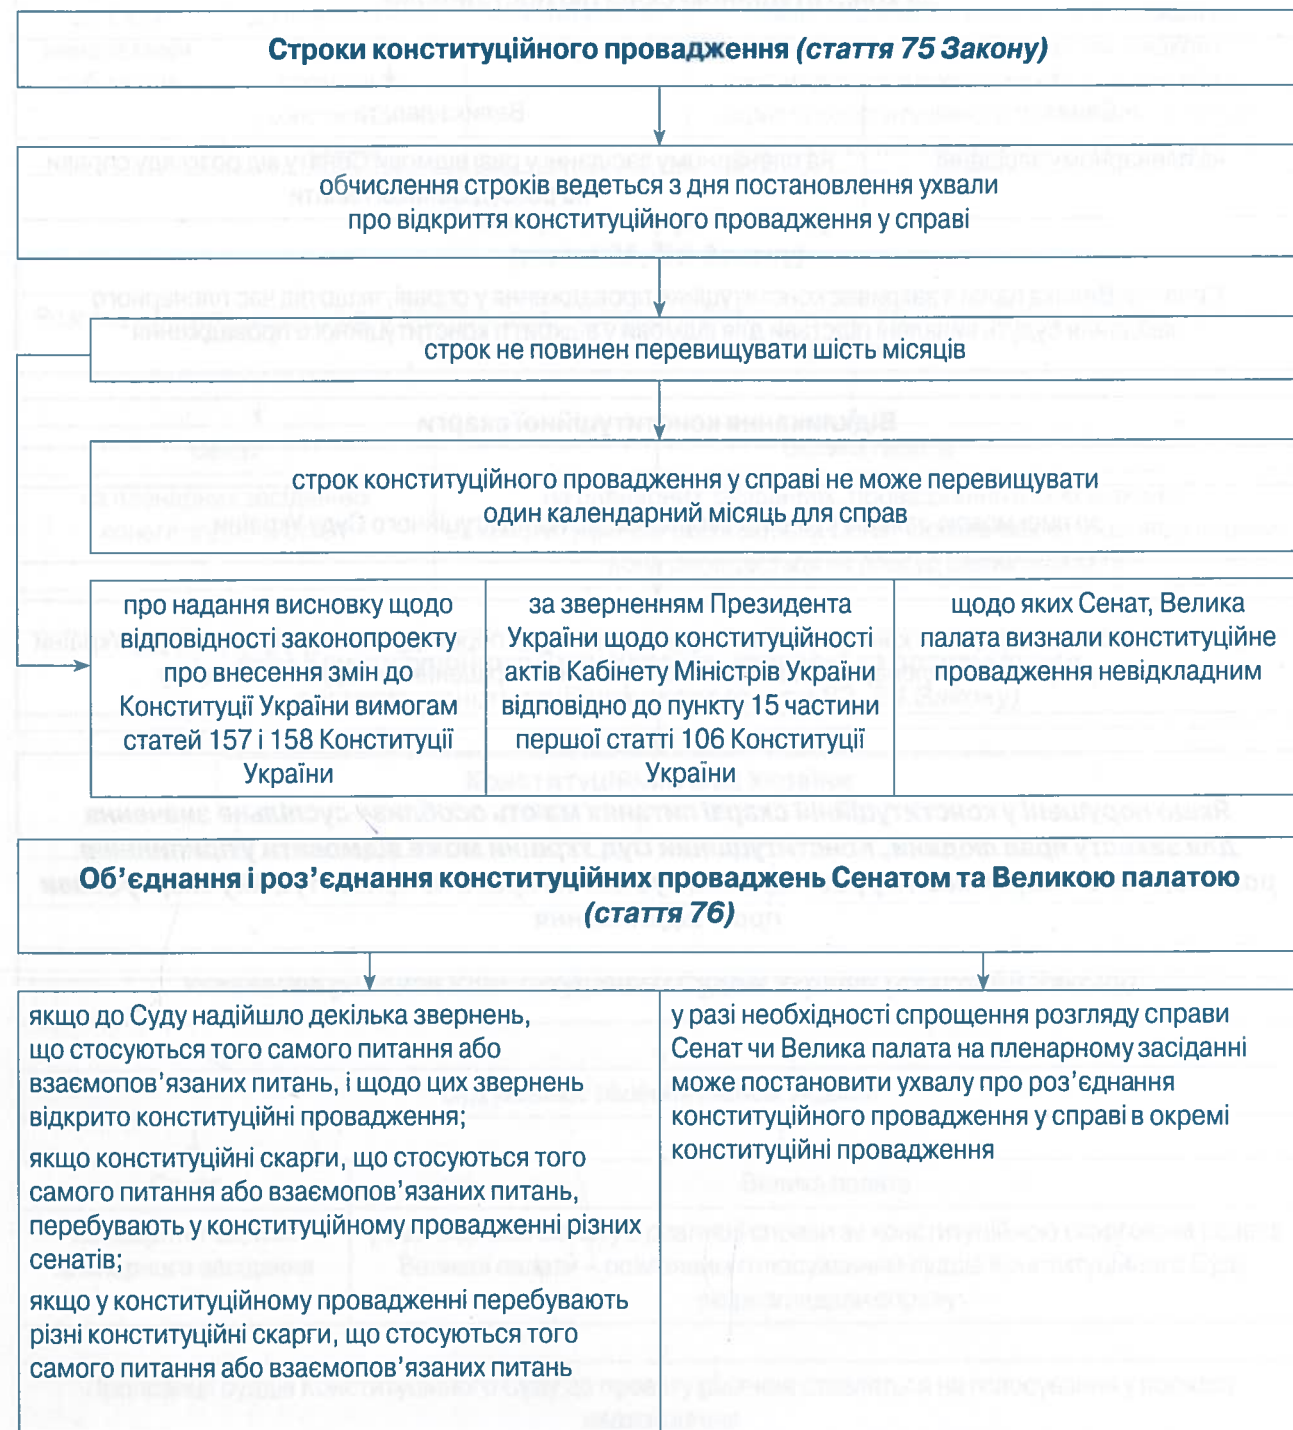 Строки конституційного провадження (стаття 75 Закону)
обчислення строків ведеться з дня постановлення ухвали
про відкриття конституційного провадження у справі
строк не повинен перевищувати шість місяців
строк конституційного провадження у справі не може перевищувати
один календарний місяць для справ
про надання висновку щодо
відповідності законопроекту
про внесення змін до
Конституції України вимогам
статей 157 і 158 Конституції
України
за зверненням Президента
України щодо конституційності
актів Кабінету Міністрів України
відповідно до пункту 15 частини
першої статті 106 Конституції
України
щодо яких Сенат, Велика
палата визнали конституційне
провадження невідкладним
Об’єднання і роз’єднання конституційних проваджень Сенатом та Великою палатою
(стаття 76)
якщо до Суду надійшло декілька звернень,
що стосуються того самого питання або
взаємопов’язаних питань, і щодо цих звернень
відкрито конституційні провадження;
якщо конституційні скарги, що стосуються того
самого питання або взаємопов’язаних питань,
перебувають у конституційному провадженні різних
сенатів;
якщо у конституційному провадженні перебувають
різні конституційні скарги, що стосуються того
самого питання або взаємопов’язаних питань
у разі необхідності спрощення розгляду справи
Сенат чи Велика палата на пленарному засіданні
може постановити ухвалу про роз’єднання
конституційного провадження у справі в окремі
конституційні провадження